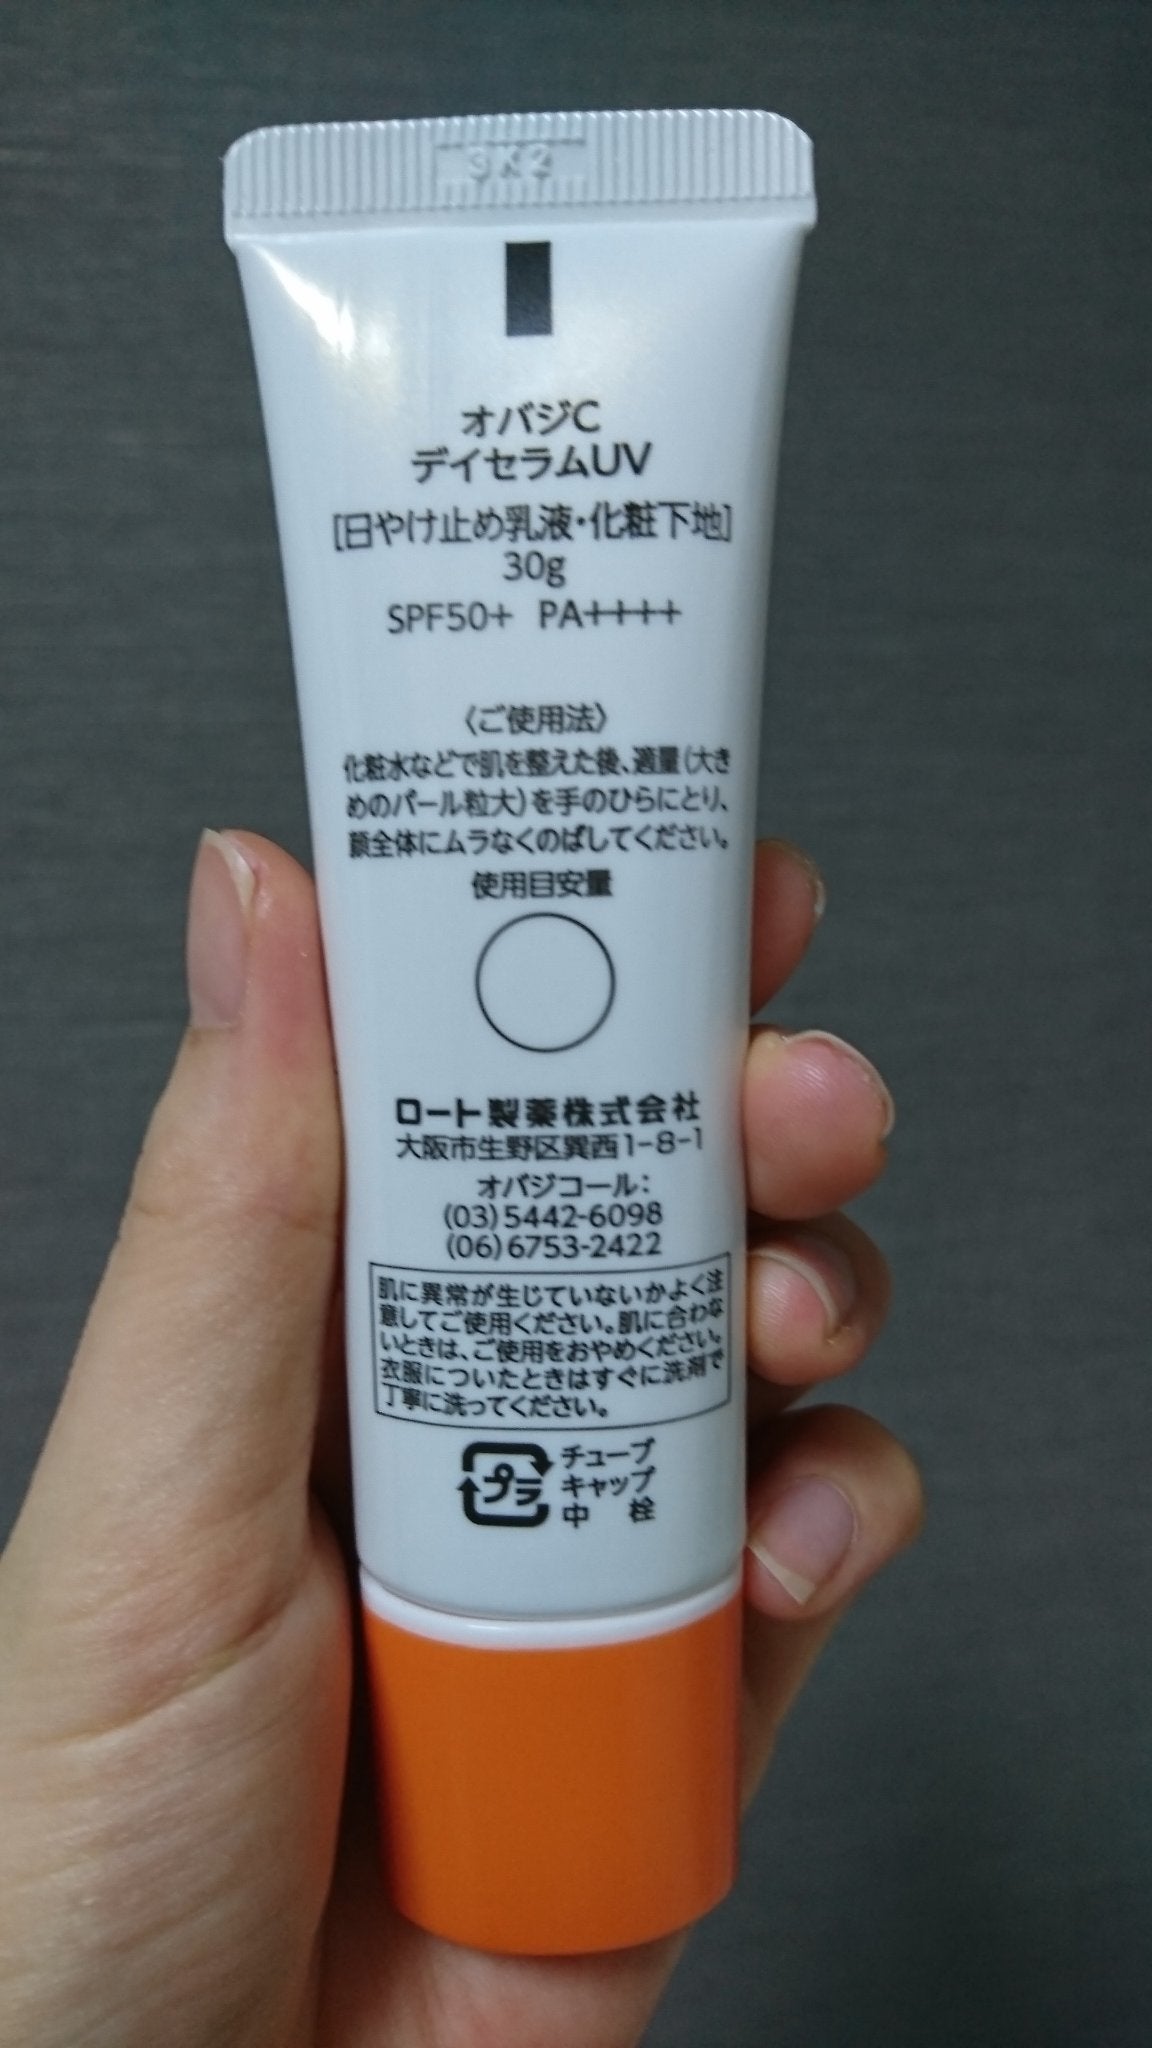 3K2
オバジC
デイセラムUV
[日やけ止め乳液・化粧下地]
30g
SPF50+ PA++++
〈ご使用法〉
化粧水などで肌を整えた後、適量(大き
めのパール粒大)を手のひらにとり、
顔全体にムラなくのばしてください。
使用目安量
ロート製薬株式会社
大阪市生野区巽西1-8-1
オバジコール:
(03)5442-6098
(06)6753-2422
肌に異常が生じていないかよく注
意してご使用ください。肌に合わな
いときは、ご使用をおやめください。
衣服についたときはすぐに洗剤で
丁寧に洗ってください。
プラ
チューブ
キャップ
中 栓